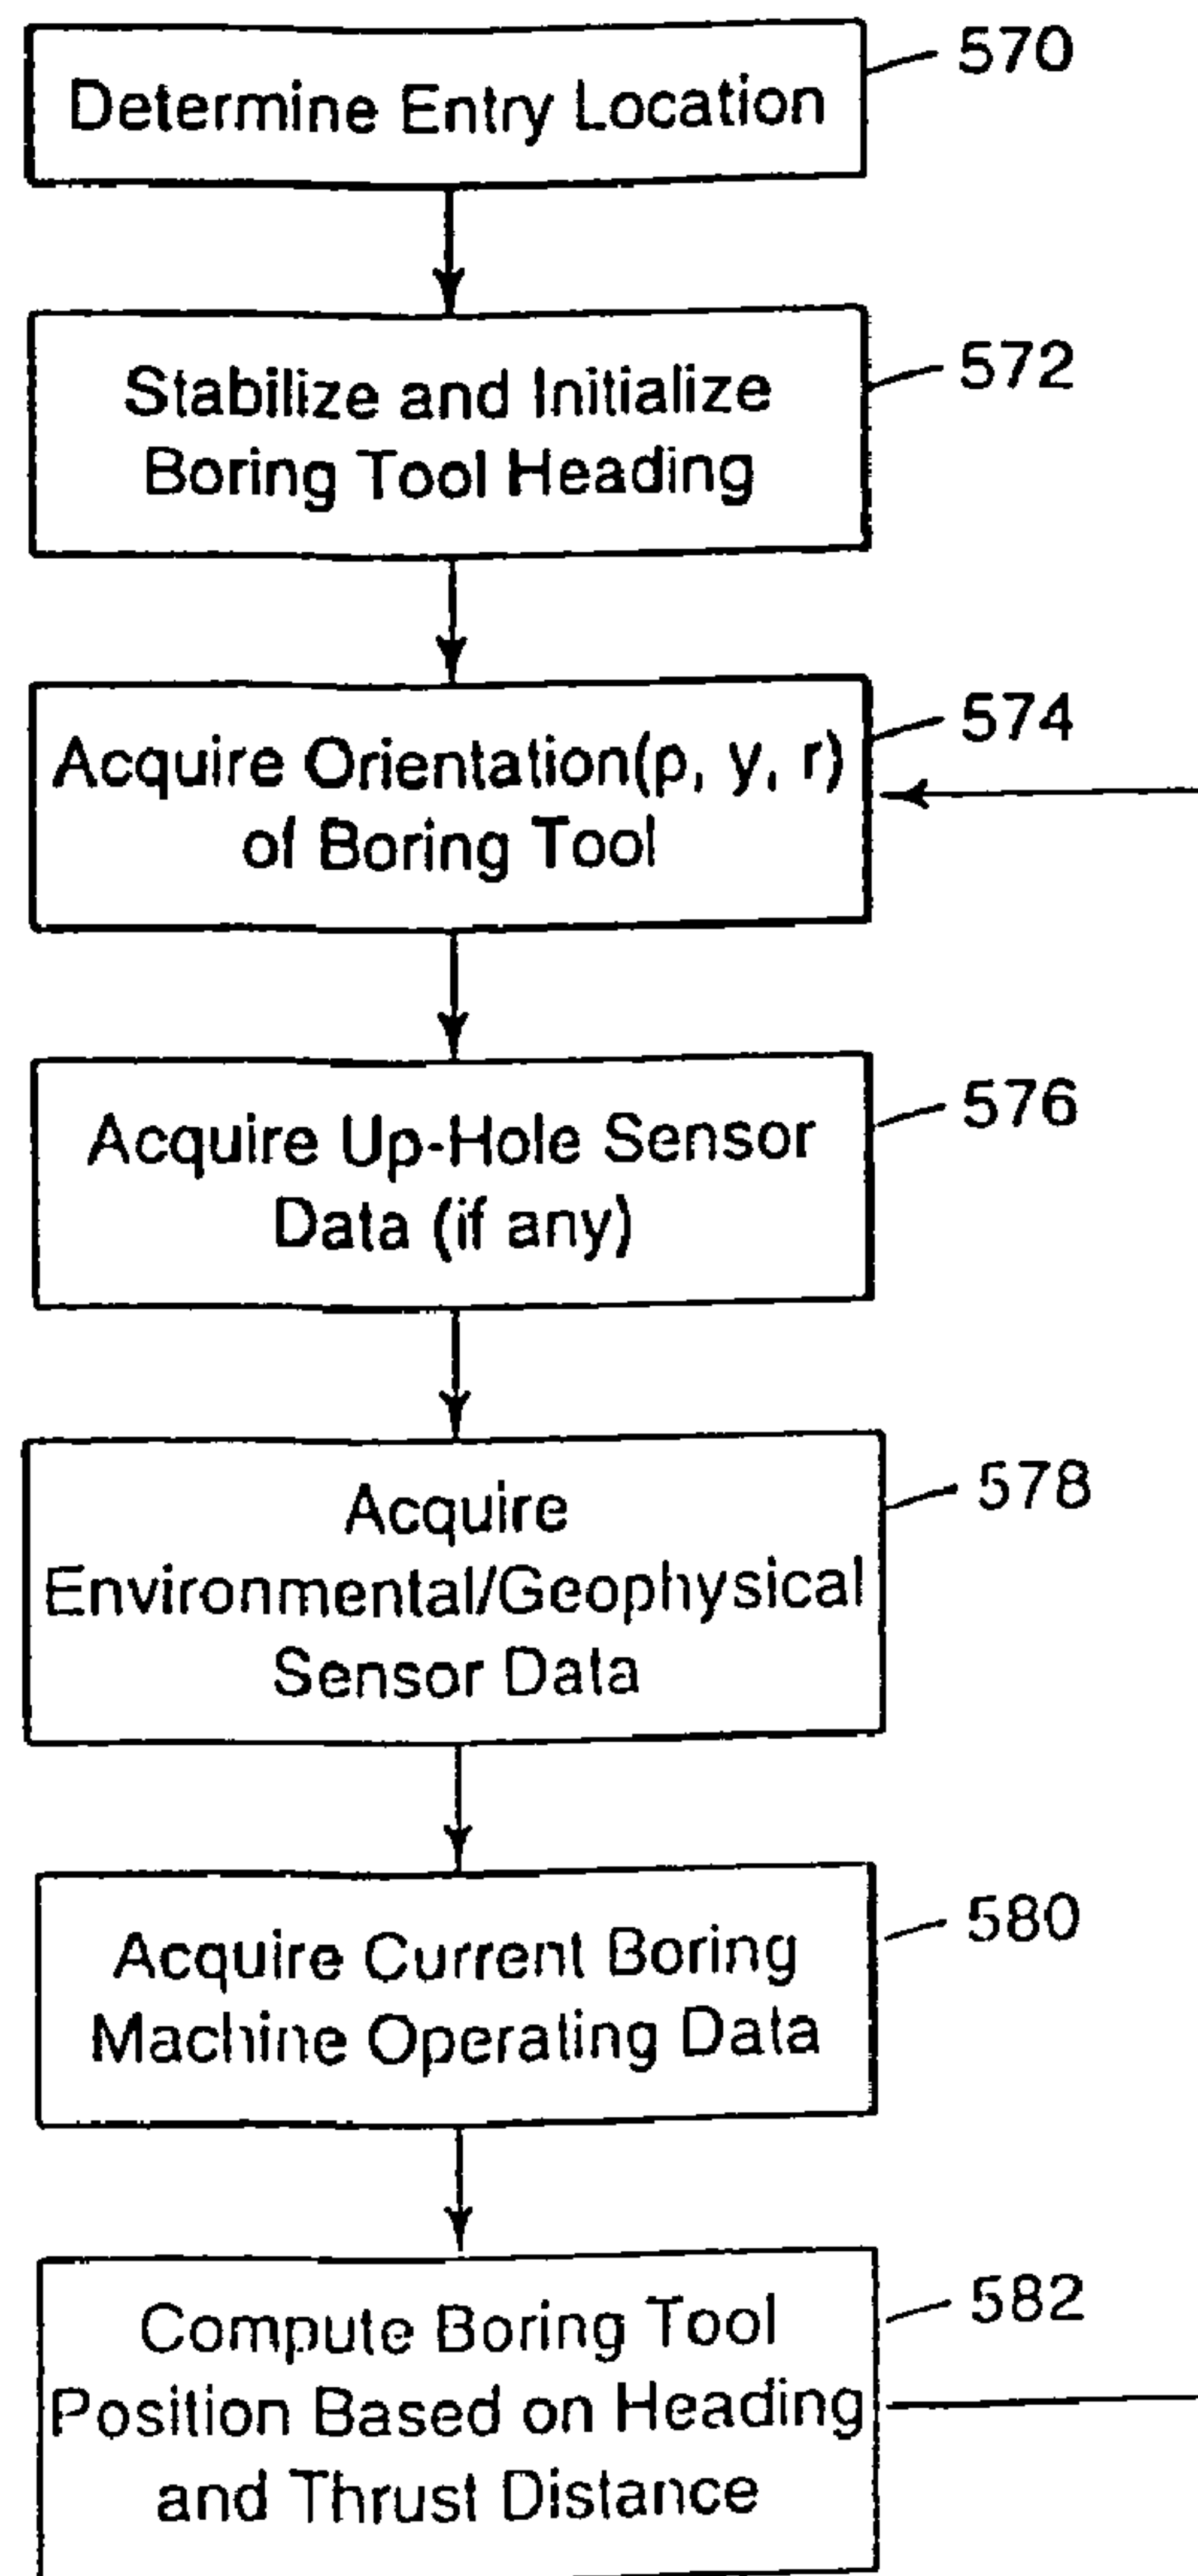 Determine Entry Location
570
Stabilize and Initialize
Boring Tool Heading
572
Acquire Orientation(p, y, r)
of Boring Tool
574
Acquire Up-Hole Sensor
Data (if any)
576
Acquire
Environmental/Geophysical
Sensor Data
578
Acquire Current Boring
Machine Operating Data
580
Compute Boring Tool
Position Based on Heading
and Thrust Distance
582